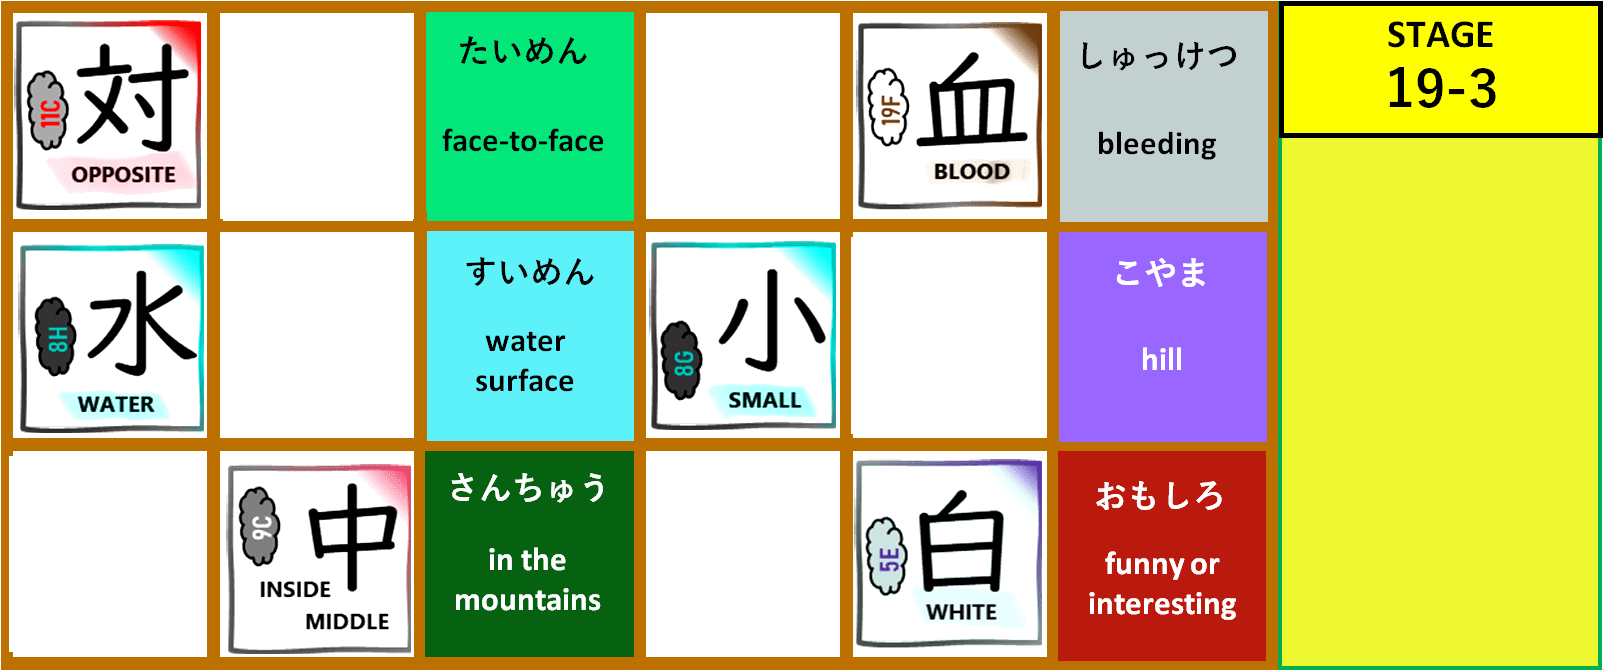 対
11C
OPPOSITE
たいめん
face-to-face
血
19F
BLOOD
しゅっけつ
bleeding
STAGE
19-3
水
8H
WATER
すいめん
water
surface
小
8G
SMALL
こやま
hill
中
9C
INSIDE
MIDDLE
さんちゅう
in the
mountains
白
5E
WHITE
おもしろ
funny or
interesting